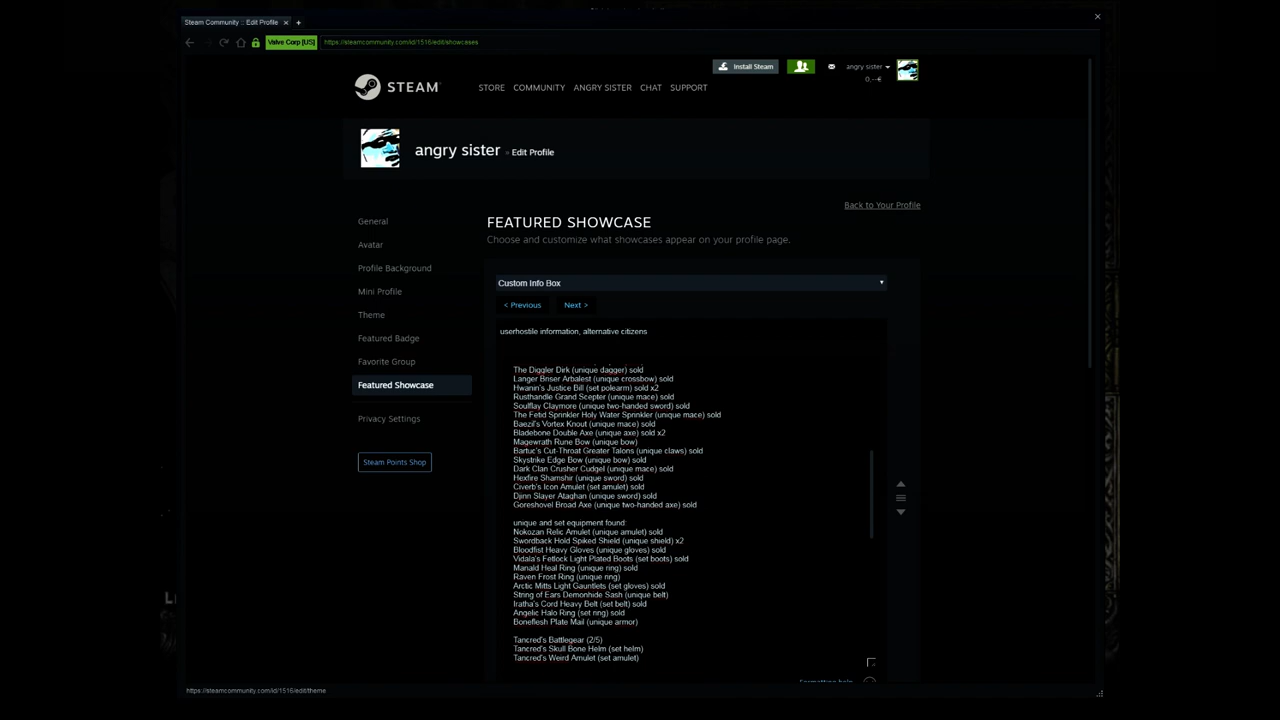 Steam Community :: Edit Profile
Valve Corp [US]
https://steamcommunity.com/id/1516/edit/showcases
Install Steam
angry sister
0,--€
STEAM
STORE
COMMUNITY
ANGRY SISTER
CHAT
SUPPORT
angry sister » Edit Profile
Back to Your Profile
General
Avatar
Profile Background
Mini Profile
Theme
Featured Badge
Favorite Group
Featured Showcase
Privacy Settings
Steam Points Shop
FEATURED SHOWCASE
Choose and customize what showcases appear on your profile page.
Custom Info Box
< Previous
Next >
userhostile information, alternative citizens
The Diggler Dirk (unique dagger) sold
Langer Briser Arbalest (unique crossbow) sold
Hwanin's Justice Bill (set polearm) sold x2
Rusthandle Grand Scepter (unique mace) sold
Soulflay Claymore (unique two-handed sword) sold
The Fetid Sprinkler Holy Water Sprinkler (unique mace) sold
Baezil's Vortex Knout (unique mace) sold
Bladebone Double Axe (unique axe) sold x2
Magewrath Rune Bow (unique bow)
Bartuc's Cut-Throat Greater Talons (unique claws) sold
Skystrike Edge Bow (unique bow) sold
Dark Clan Crusher Cudgel (unique mace) sold
Hexfire Shamshir (unique sword) sold
Civerb's Icon Amulet (set amulet) sold
Djinn Slayer Ataghan (unique sword) sold
Goreshovel Broad Axe (unique two-handed axe) sold
unique and set equipment found:
Nokozan Relic Amulet (unique amulet) sold
Swordback Hold Spiked Shield (unique shield) x2
Bloodfist Heavy Gloves (unique gloves) sold
Vidala's Fetlock Light Plated Boots (set boots) sold
Manald Heal Ring (unique ring) sold
Raven Frost Ring (unique ring)
Arctic Mitts Light Gauntlets (set gloves) sold
String of Ears Demonhide Sash (unique belt)
Iratha's Cord Heavy Belt (set belt) sold
Angelic Halo Ring (set ring) sold
Boneflesh Plate Mail (unique armor)
Tancred's Battlegear (2/5)
Tancred's Skull Bone Helm (set helm)
Tancred's Weird Amulet (set amulet)
Formatting help
https://steamcommunity.com/id/1516/edit/theme